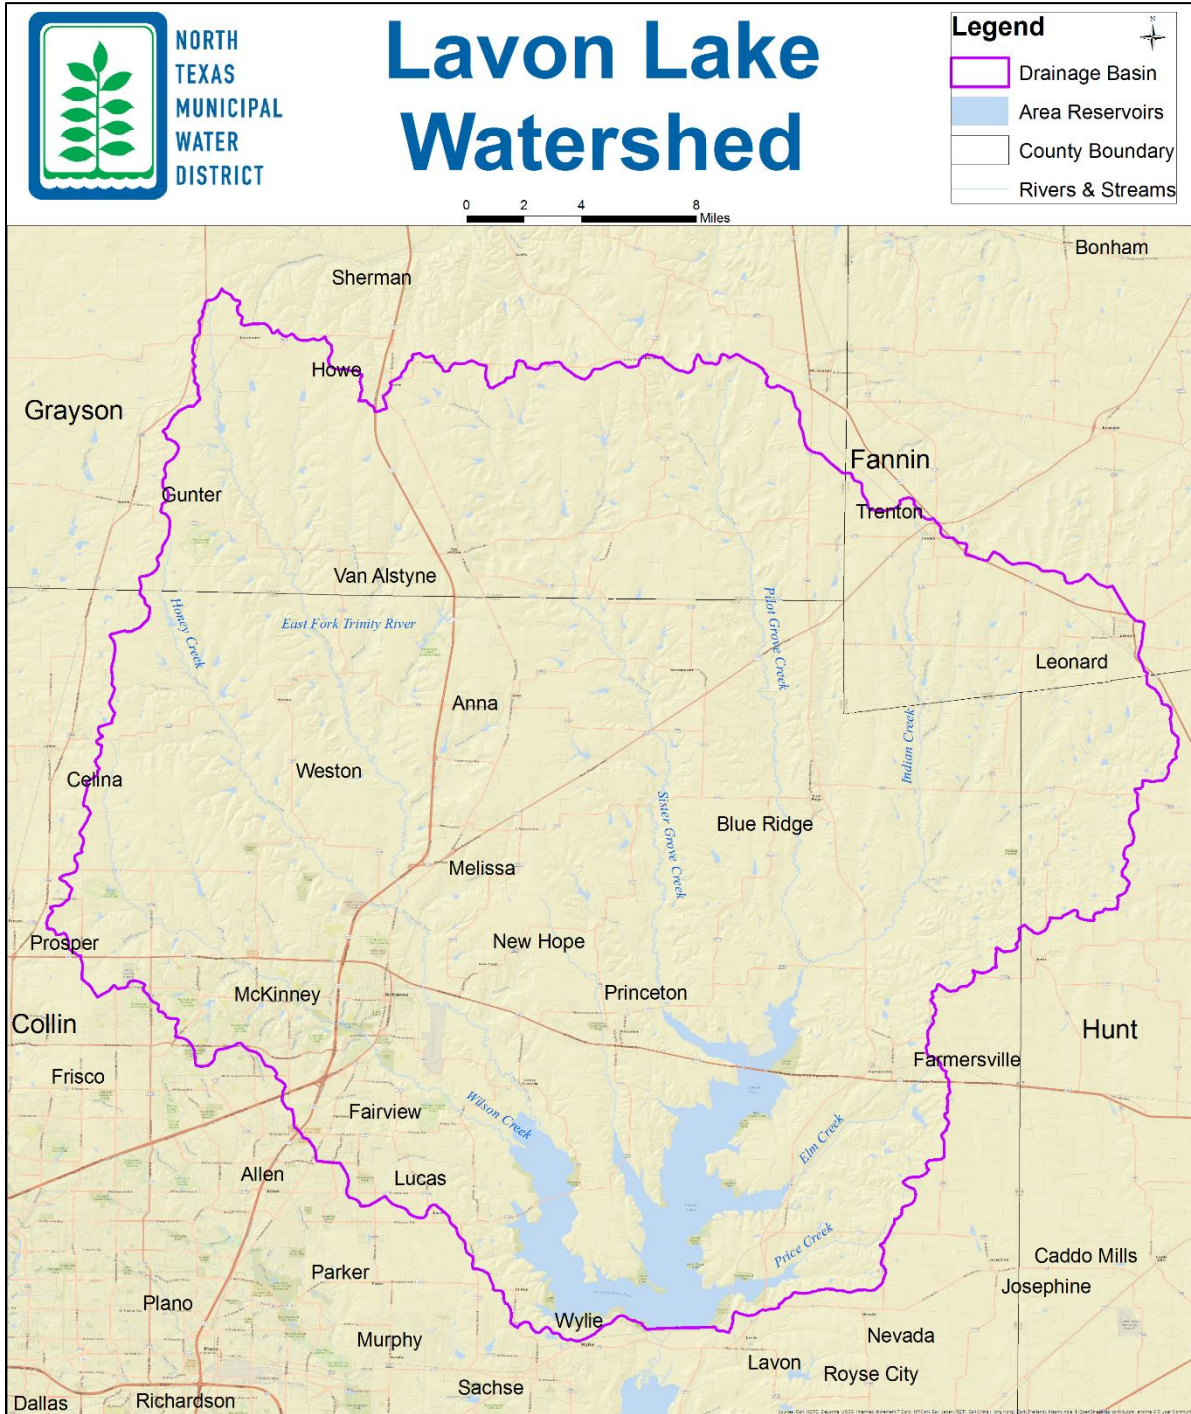 NORTH
TEXAS
MUNICIPAL
WATER
DISTRICT
Lavon Lake
Watershed
Legend
N
Drainage Basin
Area Reservoirs
County Boundary
Rivers & Streams
0 2 4 8
Miles
Bonham
Sherman
Howe
Grayson
Fannin
Gunter
Trenton
Van Alstyne
Honey Creek
East Fork Trinity River
Pilot Grove Creek
Leonard
Anna
Indian Creek
Weston
Celina
Sister Grove Creek
Blue Ridge
Melissa
New Hope
Prosper
McKinney
Princeton
Collin
Hunt
Farmersville
Frisco
Fairview
Wilson Creek
Elm Creek
Allen
Lucas
Price Creek
Caddo Mills
Parker
Josephine
Plano
Wylie
Murphy
Nevada
Lavon
Royse City
Sachse
Dallas
Richardson